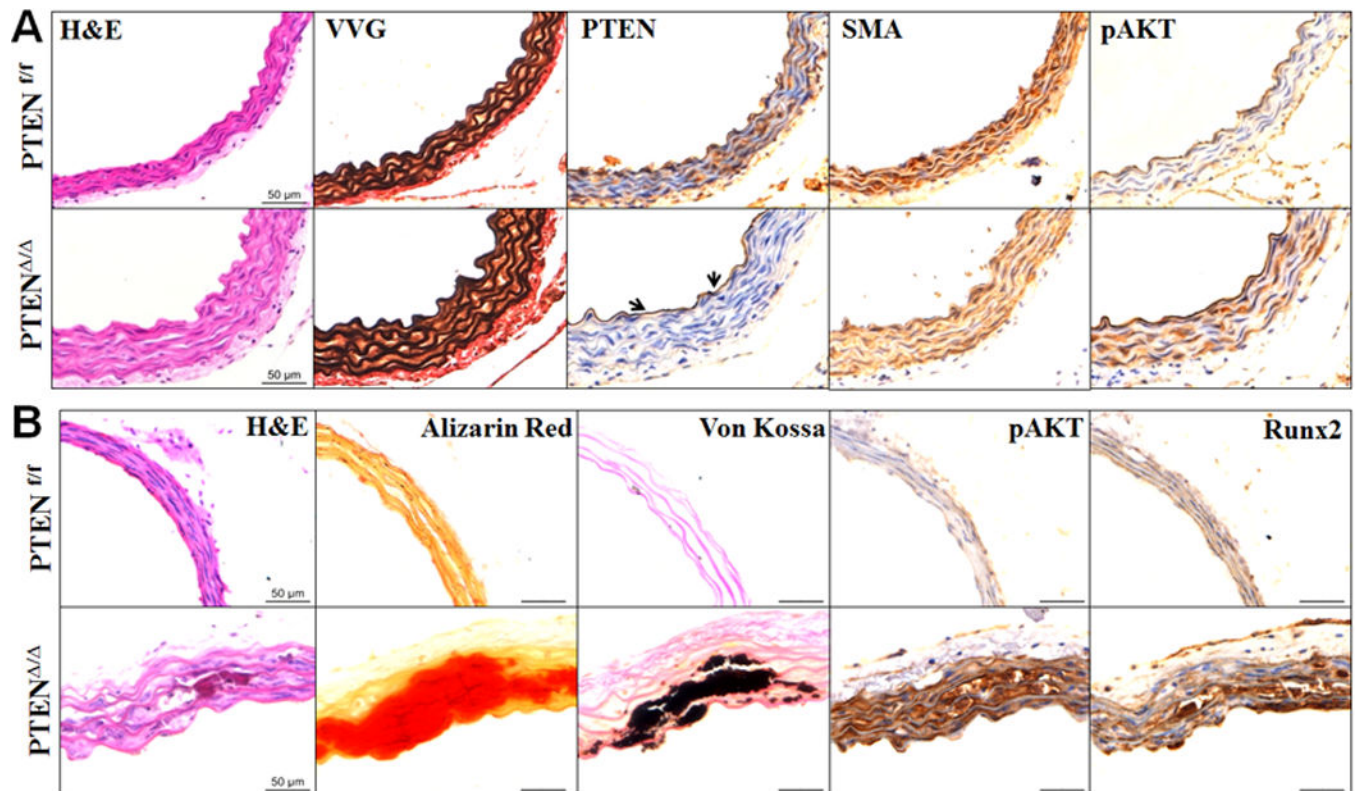 A
H&E
VVG
PTEN
SMA
pAKT
PTEN f/f
50 µm
PTEN Δ/Δ
50 µm
B
H&E
Alizarin Red
Von Kossa
pAKT
Runx2
PTEN f/f
50 µm
PTEN Δ/Δ
50 µm